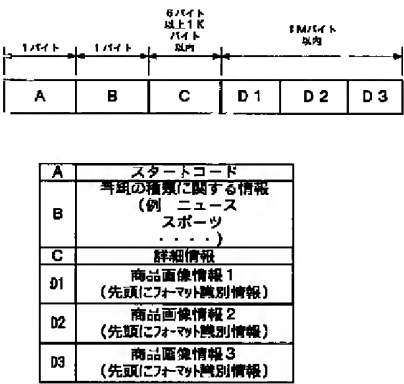 6バイト
以上1K
バイト
以内
1バイト
1バイト
1Mバイト
以内
A
B
C
D1
D2
D3
A
スタートコード
B
番組の種類に関する情報
(例 ニュース
スポーツ
・・・・)
C
詳細情報
D1
商品画像情報1
(先頭にフォーマット識別情報)
D2
商品画像情報2
(先頭にフォーマット識別情報)
D3
商品画像情報3
(先頭にフォーマット識別情報)